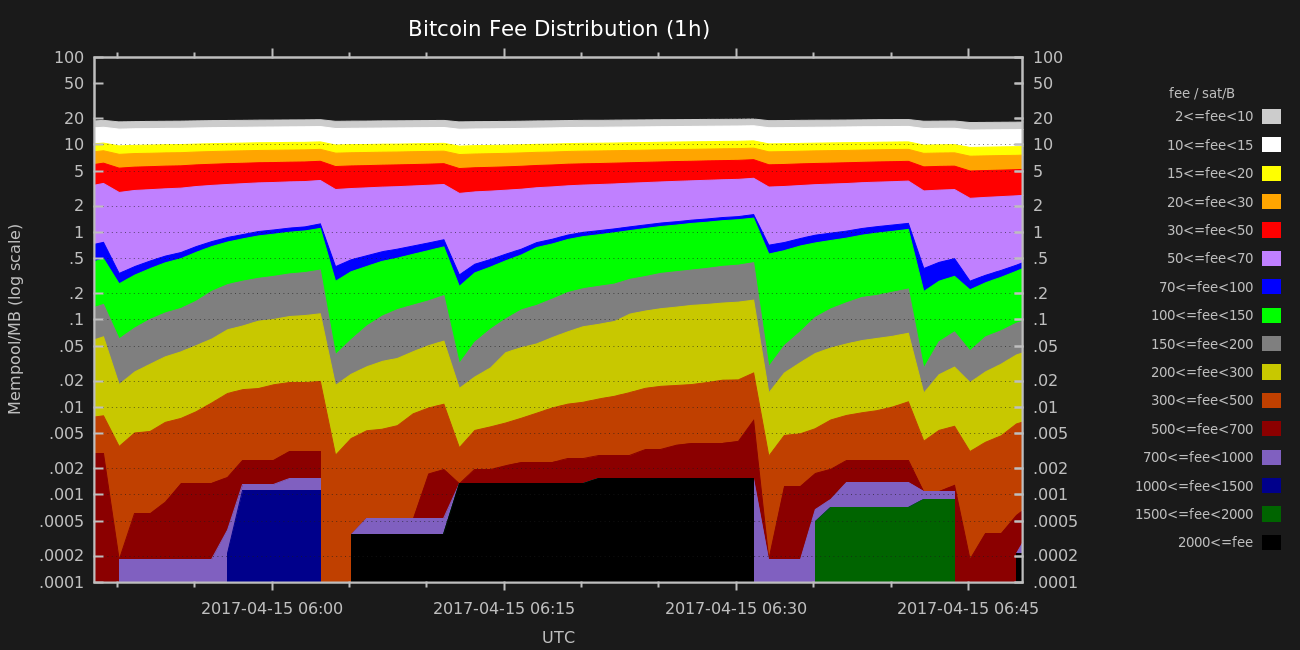 Bitcoin Fee Distribution (1h)
Mempool/MB (log scale)
100
50
20
10
5
2
1
.5
.2
.1
.05
.02
.01
.005
.002
.001
.0005
.0002
.0001
100
50
20
10
5
2
1
.5
.2
.1
.05
.02
.01
.005
.002
.001
.0005
.0002
.0001
2017-04-15 06:00
2017-04-15 06:15
2017-04-15 06:30
2017-04-15 06:45
UTC
fee / sat/B
2<=fee<10
10<=fee<15
15<=fee<20
20<=fee<30
30<=fee<50
50<=fee<70
70<=fee<100
100<=fee<150
150<=fee<200
200<=fee<300
300<=fee<500
500<=fee<700
700<=fee<1000
1000<=fee<1500
1500<=fee<2000
2000<=fee